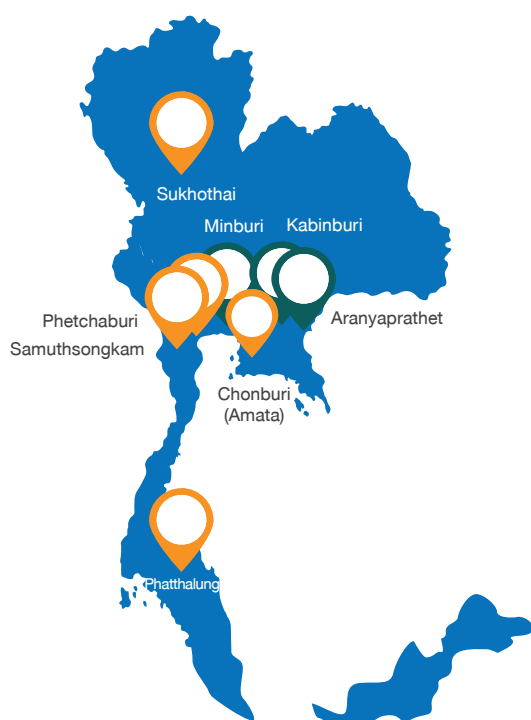 Sukhothai
Minburi
Kabinburi
Phetchaburi
Samuthsongkam
Aranyaprathet
Chonburi
(Amata)
Phatthalung